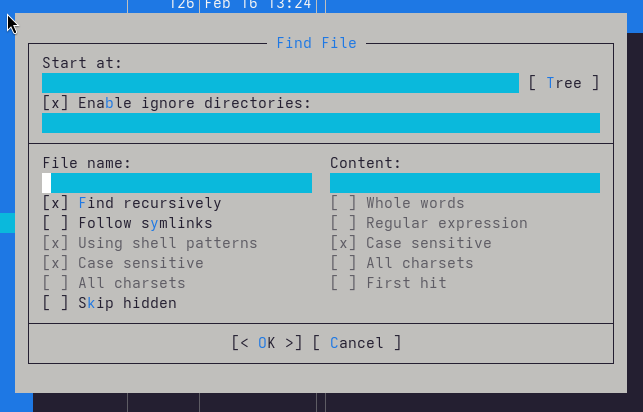 126 Feb 16 13:24
Find File
Start at:
[ Tree ]
[x] Enable ignore directories:
File name: Content:
[x] Find recursively [ ] Whole words
[ ] Follow symlinks [ ] Regular expression
[x] Using shell patterns [x] Case sensitive
[x] Case sensitive [ ] All charsets
[ ] All charsets [ ] First hit
[ ] Skip hidden
[< OK >] [ Cancel ]